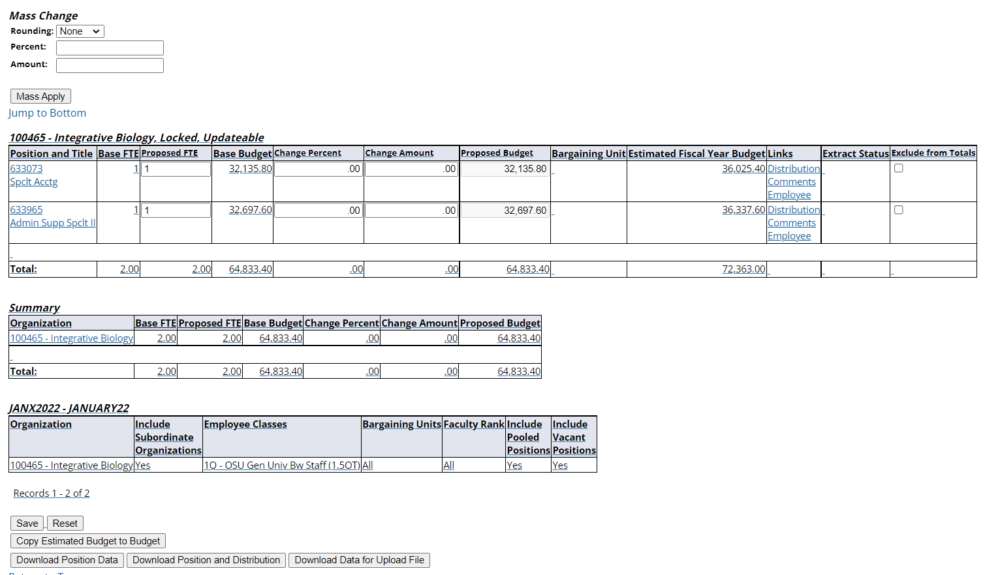 Mass Change
Rounding: None
Percent:
Amount:
Mass Apply
Jump to Bottom
100465 - Integrative Biology, Locked, Updateable
Position and Title Base FTE Proposed FTE Base Budget Change Percent Change Amount Proposed Budget Bargaining Unit Estimated Fiscal Year Budget Links Extract Status Exclude from Totals
633073 1 1 32,135.80 .00 .00 32,135.80 36,025.40 Distribution
Spclt Acctg Comments
Employee
633965 1 1 32,697.60 .00 .00 32,697.60 36,337.60 Distribution
Admin Supp Spclt II Comments
Employee
Total: 2.00 2.00 64,833.40 .00 .00 64,833.40 72,363.00
Summary
Organization Base FTE Proposed FTE Base Budget Change Percent Change Amount Proposed Budget
100465 - Integrative Biology 2.00 2.00 64,833.40 .00 .00 64,833.40
Total: 2.00 2.00 64,833.40 .00 .00 64,833.40
JANX2022 - JANUARY22
Organization Include Employee Classes Bargaining Units Faculty Rank Include Include
Subordinate Pooled Vacant
Organizations Positions Positions
100465 - Integrative Biology Yes 1Q - OSU Gen Univ Bw Staff (1.5OT) All All Yes Yes
Records 1 - 2 of 2
Save Reset
Copy Estimated Budget to Budget
Download Position Data Download Position and Distribution Download Data for Upload File